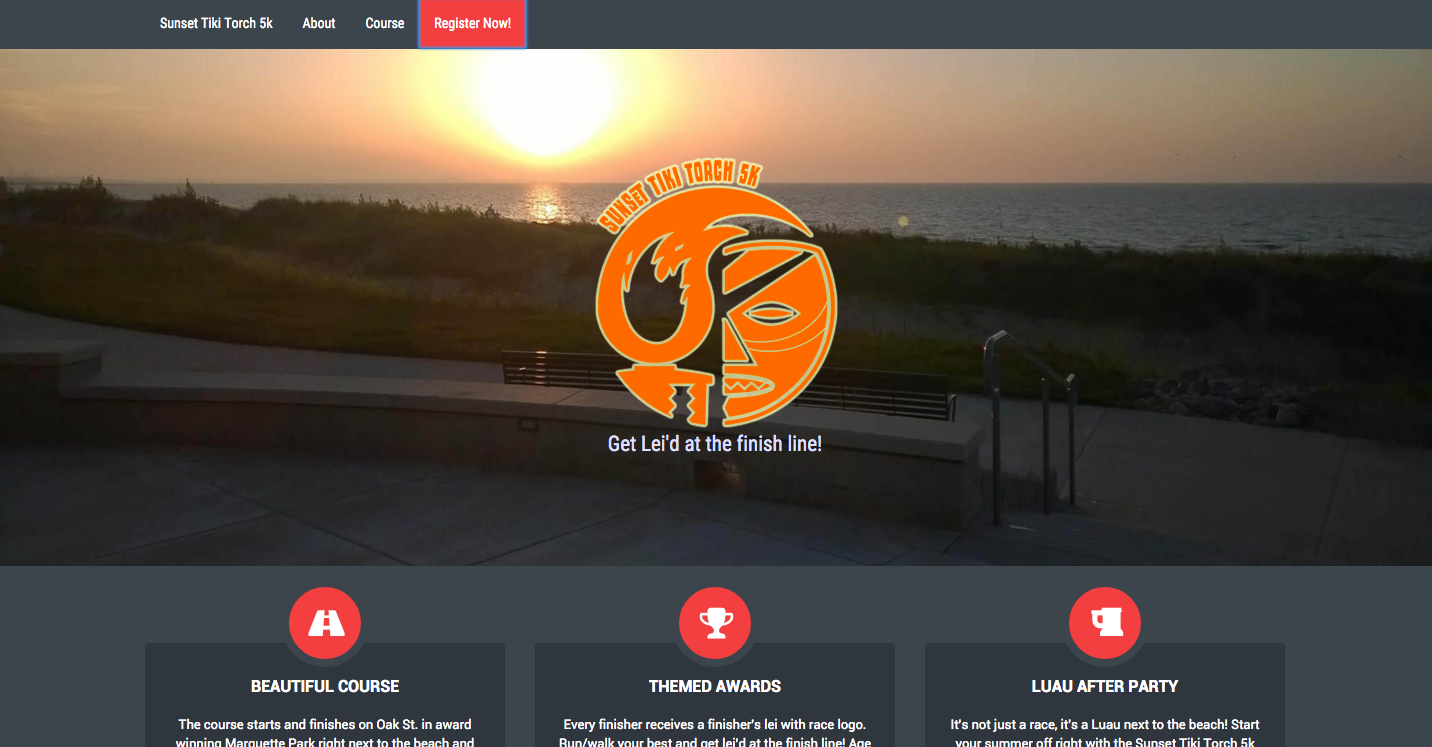 Sunset Tiki Torch 5k About Course Register Now!
SUNSET TIKI TORCH 5K
Get Lei'd at the finish line!
BEAUTIFUL COURSE
The course starts and finishes on Oak St. in award
winning Marquette Park right next to the beach and
THEMED AWARDS
Every finisher receives a finisher's lei with race logo.
Run/walk your best and get lei'd at the finish line! Age
LUAU AFTER PARTY
It's not just a race, it's a Luau next to the beach! Start
your summer off right with the Sunset Tiki Torch 5k